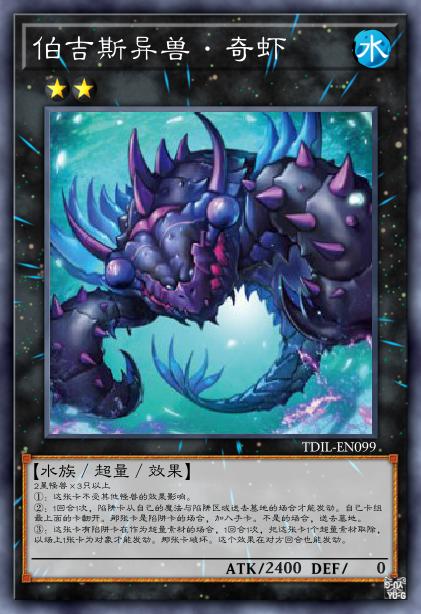 伯吉斯异兽・奇虾
水
TDIL-EN099
【水族／超量／效果】
2星怪兽×3只以上
①：这张卡不受其他怪兽的效果影响。
②：1回合1次，陷阱卡从自己的魔法与陷阱区域送去墓地的场合才能发动。自己卡组
最上面的卡翻开。那张卡是陷阱卡的场合，加入手卡。不是的场合，送去墓地。
③：这张卡有陷阱卡在作为超量素材的场合，1回合1次，把这张卡1个超量素材取除，
以场上1张卡为对象才能发动。那张卡破坏。这个效果在对方回合也能发动。
ATK/2400 DEF/ 0